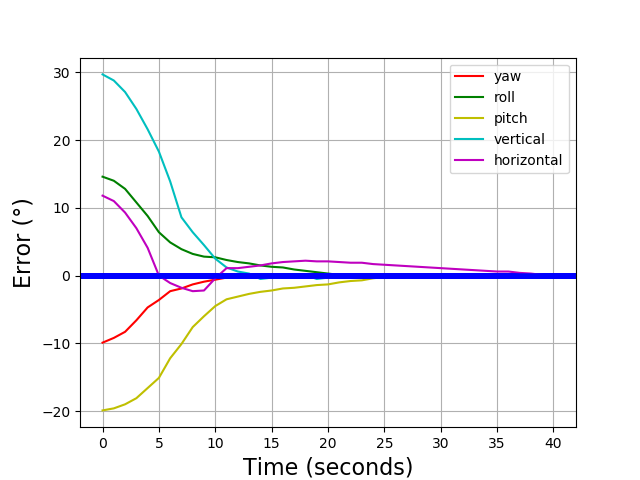 Error (°)
30
20
10
0
−10
−20
0 5 10 15 20 25 30 35 40
Time (seconds)
yaw
roll
pitch
vertical
horizontal